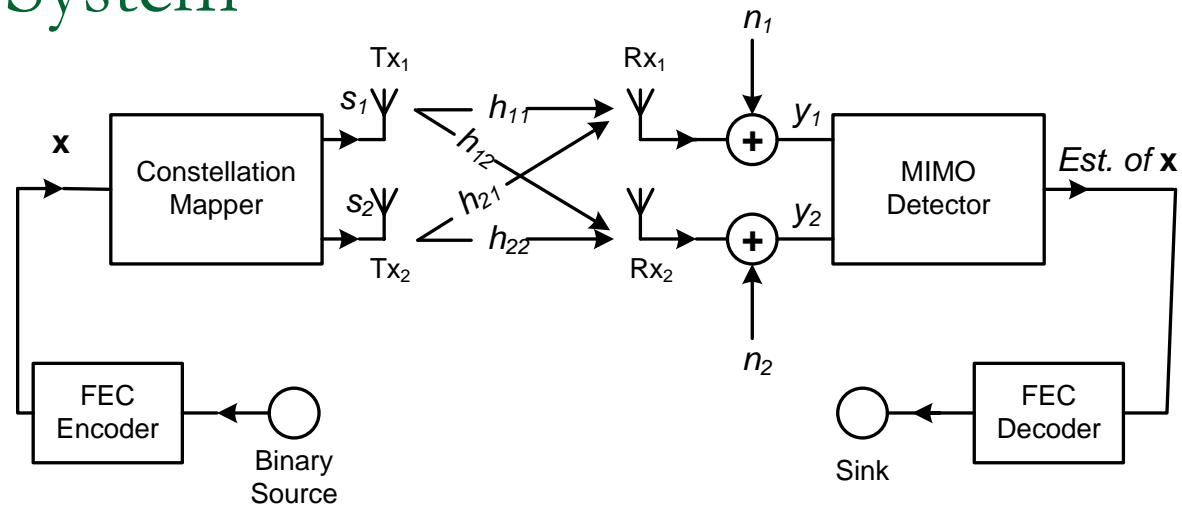 System
n₁
Tx₁
Rx₁
s₁
h₁₁
y₁
x
h₁₂
+
Est. of x
Constellation
Mapper
MIMO
Detector
s₂
h₂₁
y₂
h₂₂
+
Tx₂
Rx₂
n₂
FEC
Encoder
FEC
Decoder
Binary
Source
Sink